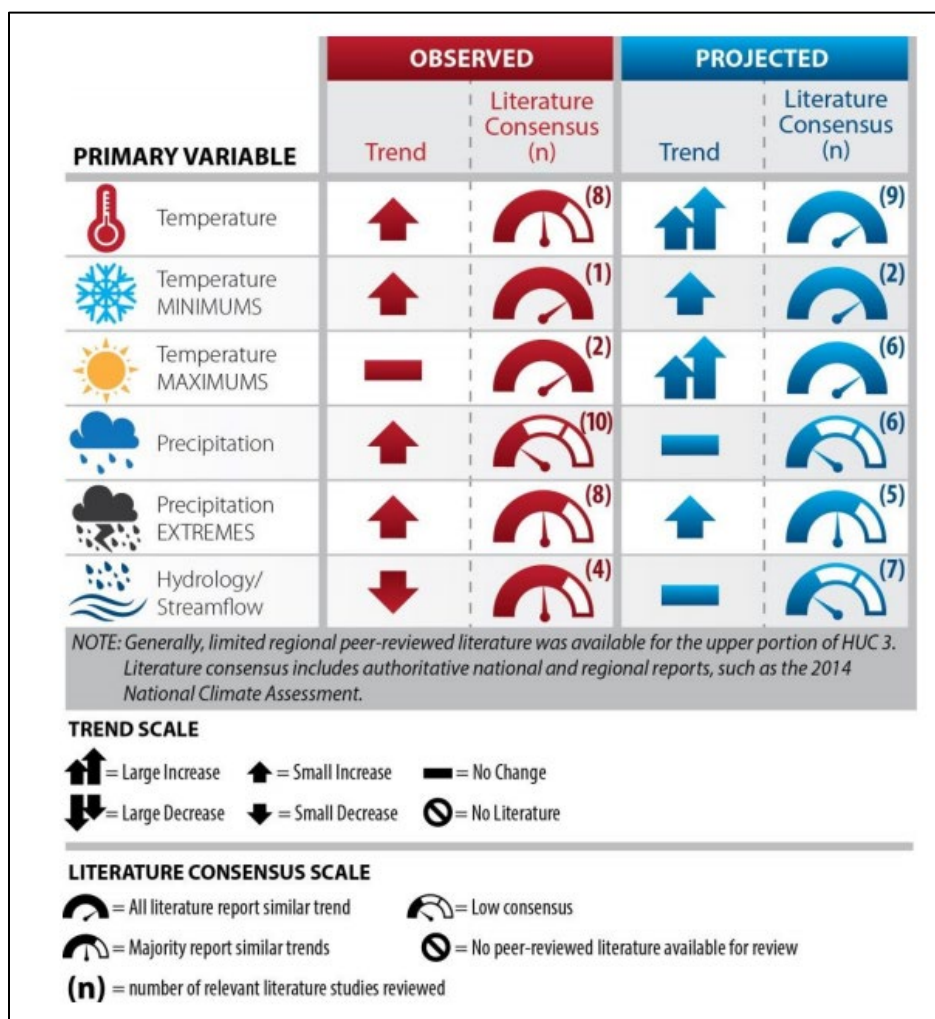 OBSERVED PROJECTED
PRIMARY VARIABLE Trend Literature Consensus (n) Trend Literature Consensus (n)
Temperature (8) (9)
Temperature MINIMUMS (1) (2)
Temperature MAXIMUMS (2) (6)
Precipitation (10) (6)
Precipitation EXTREMES (8) (5)
Hydrology/ Streamflow (4) (7)
NOTE: Generally, limited regional peer-reviewed literature was available for the upper portion of HUC 3.
Literature consensus includes authoritative national and regional reports, such as the 2014
National Climate Assessment.
TREND SCALE
= Large Increase = Small Increase = No Change
= Large Decrease = Small Decrease = No Literature
LITERATURE CONSENSUS SCALE
= All literature report similar trend = Low consensus
= Majority report similar trends = No peer-reviewed literature available for review
(n) = number of relevant literature studies reviewed